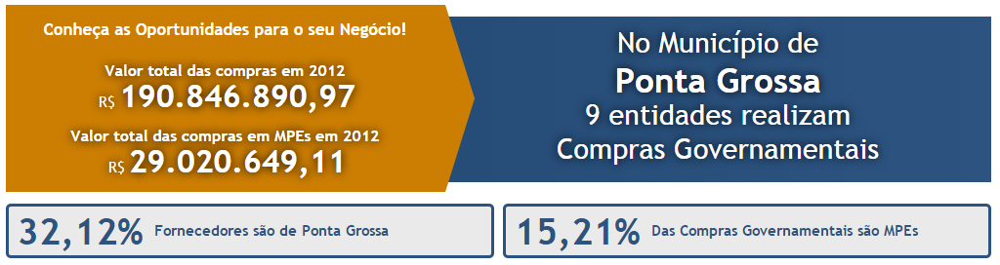 Conheça as Oportunidades para o seu Negócio!
Valor total das compras em 2012
R$ 190.846.890,97
Valor total das compras em MPEs em 2012
R$ 29.020.649,11
No Município de
Ponta Grossa
9 entidades realizam
Compras Governamentais
32,12% Fornecedores são de Ponta Grossa
15,21% Das Compras Governamentais são MPEs